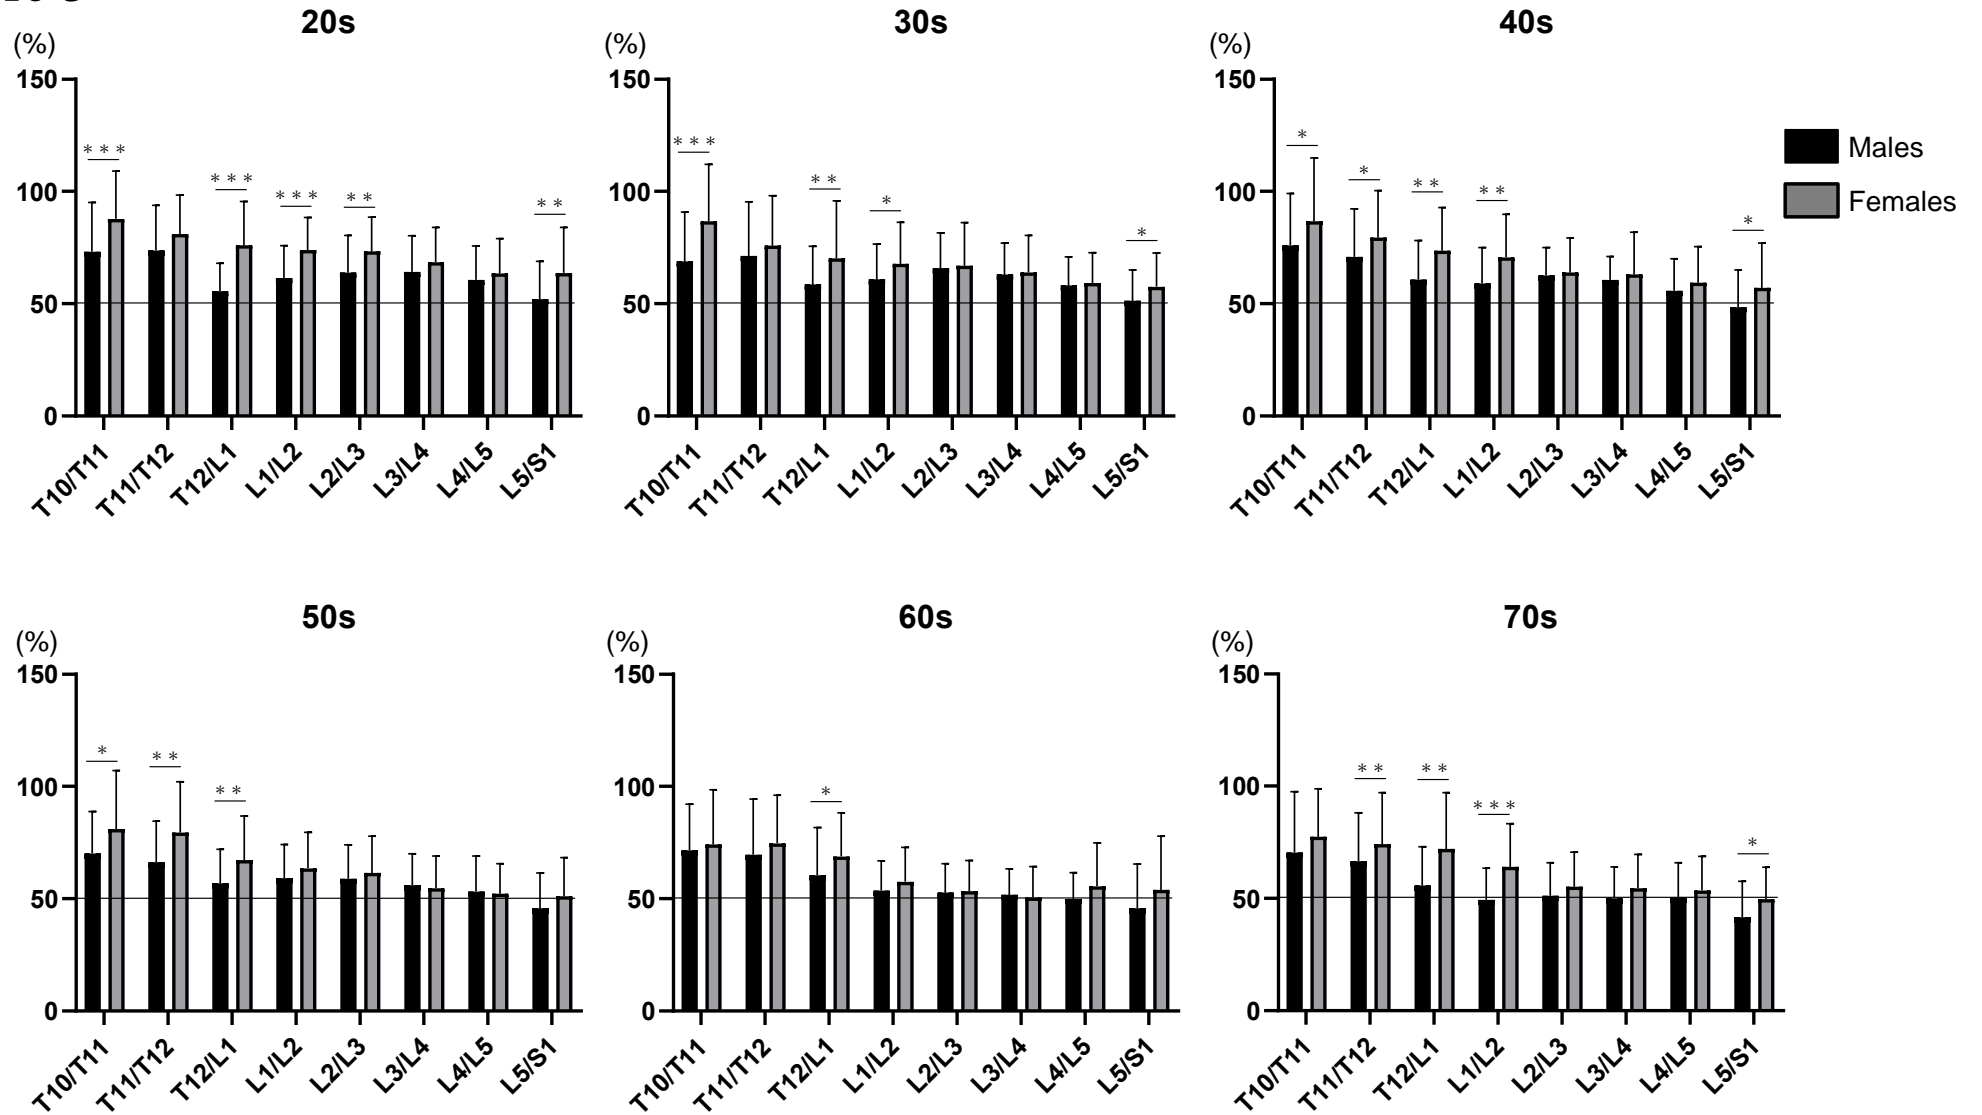 20s
(%)
150
100
50
0
*** *** *** ** **
T10/T11 T11/T12 T12/L1 L1/L2 L2/L3 L3/L4 L4/L5 L5/S1
30s
(%)
150
100
50
0
*** ** * *
T10/T11 T11/T12 T12/L1 L1/L2 L2/L3 L3/L4 L4/L5 L5/S1
40s
(%)
150
100
50
0
* * ** ** *
T10/T11 T11/T12 T12/L1 L1/L2 L2/L3 L3/L4 L4/L5 L5/S1
Males
Females
50s
(%)
150
100
50
0
* ** **
T10/T11 T11/T12 T12/L1 L1/L2 L2/L3 L3/L4 L4/L5 L5/S1
60s
(%)
150
100
50
0
*
T10/T11 T11/T12 T12/L1 L1/L2 L2/L3 L3/L4 L4/L5 L5/S1
70s
(%)
150
100
50
0
** ** *** *
T10/T11 T11/T12 T12/L1 L1/L2 L2/L3 L3/L4 L4/L5 L5/S1